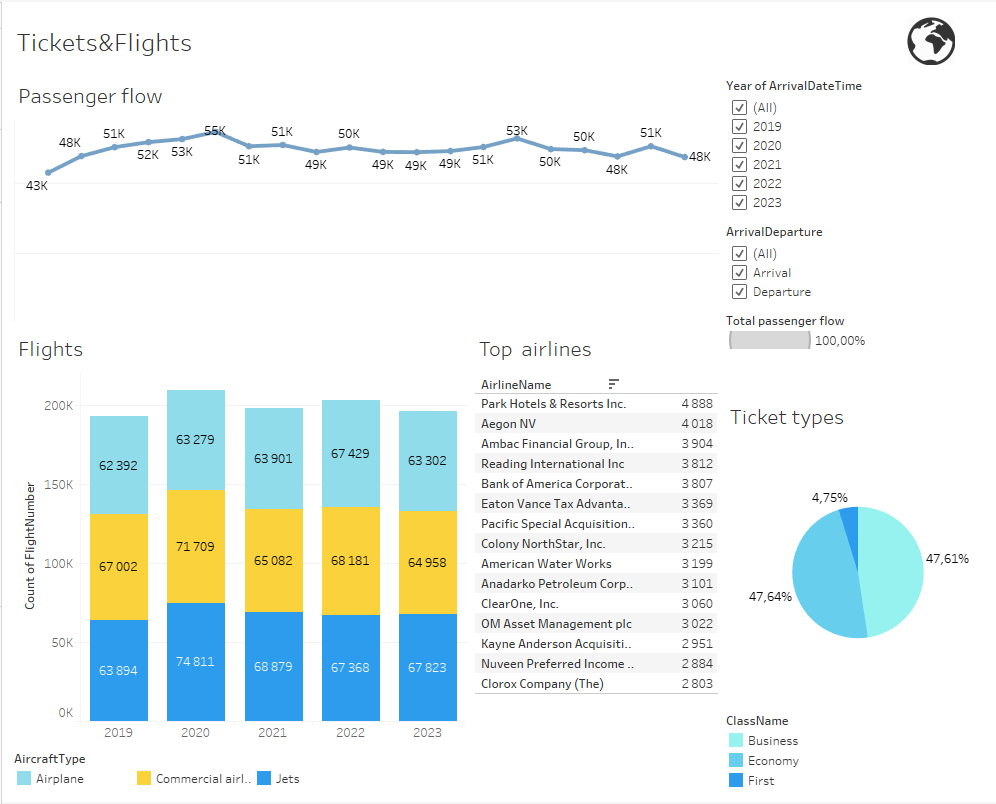 Tickets&Flights
Passenger flow
43K
48K
51K
52K
53K
55K
51K
51K
49K
50K
49K
49K
49K
51K
53K
50K
50K
48K
51K
48K
Year of ArrivalDateTime
(All)
2019
2020
2021
2022
2023
ArrivalDeparture
(All)
Arrival
Departure
Total passenger flow
100,00%
Flights
Count of FlightNumber
200K
150K
100K
50K
0K
62 392
67 002
63 894
63 279
71 709
74 811
63 901
65 082
68 879
67 429
68 181
67 368
63 302
64 958
67 823
2019
2020
2021
2022
2023
AircraftType
Airplane
Commercial airl..
Jets
Top airlines
AirlineName
Park Hotels & Resorts Inc. 4 888
Aegon NV 4 018
Ambac Financial Group, In.. 3 904
Reading International Inc 3 812
Bank of America Corporat.. 3 807
Eaton Vance Tax Advanta.. 3 369
Pacific Special Acquisition.. 3 360
Colony NorthStar, Inc. 3 215
American Water Works 3 199
Anadarko Petroleum Corp.. 3 101
ClearOne, Inc. 3 060
OM Asset Management plc 3 022
Kayne Anderson Acquisiti.. 2 951
Nuveen Preferred Income .. 2 884
Clorox Company (The) 2 803
Ticket types
4,75%
47,61%
47,64%
ClassName
Business
Economy
First